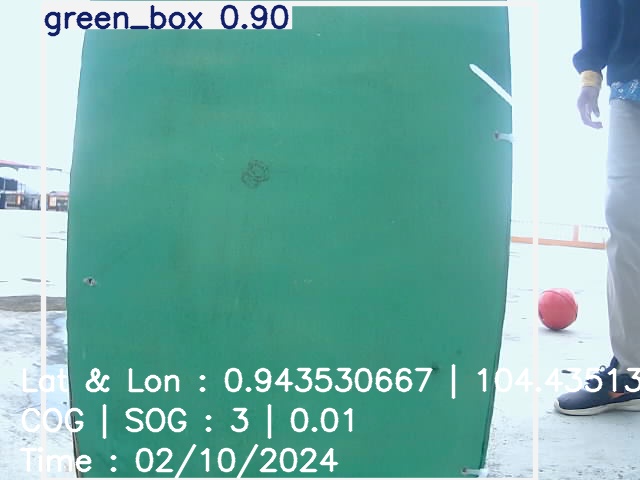 green_box 0.90
Lat & Lon : 0.943530667 | 104.43513
COG | SOG : 3 | 0.01
Time : 02/10/2024